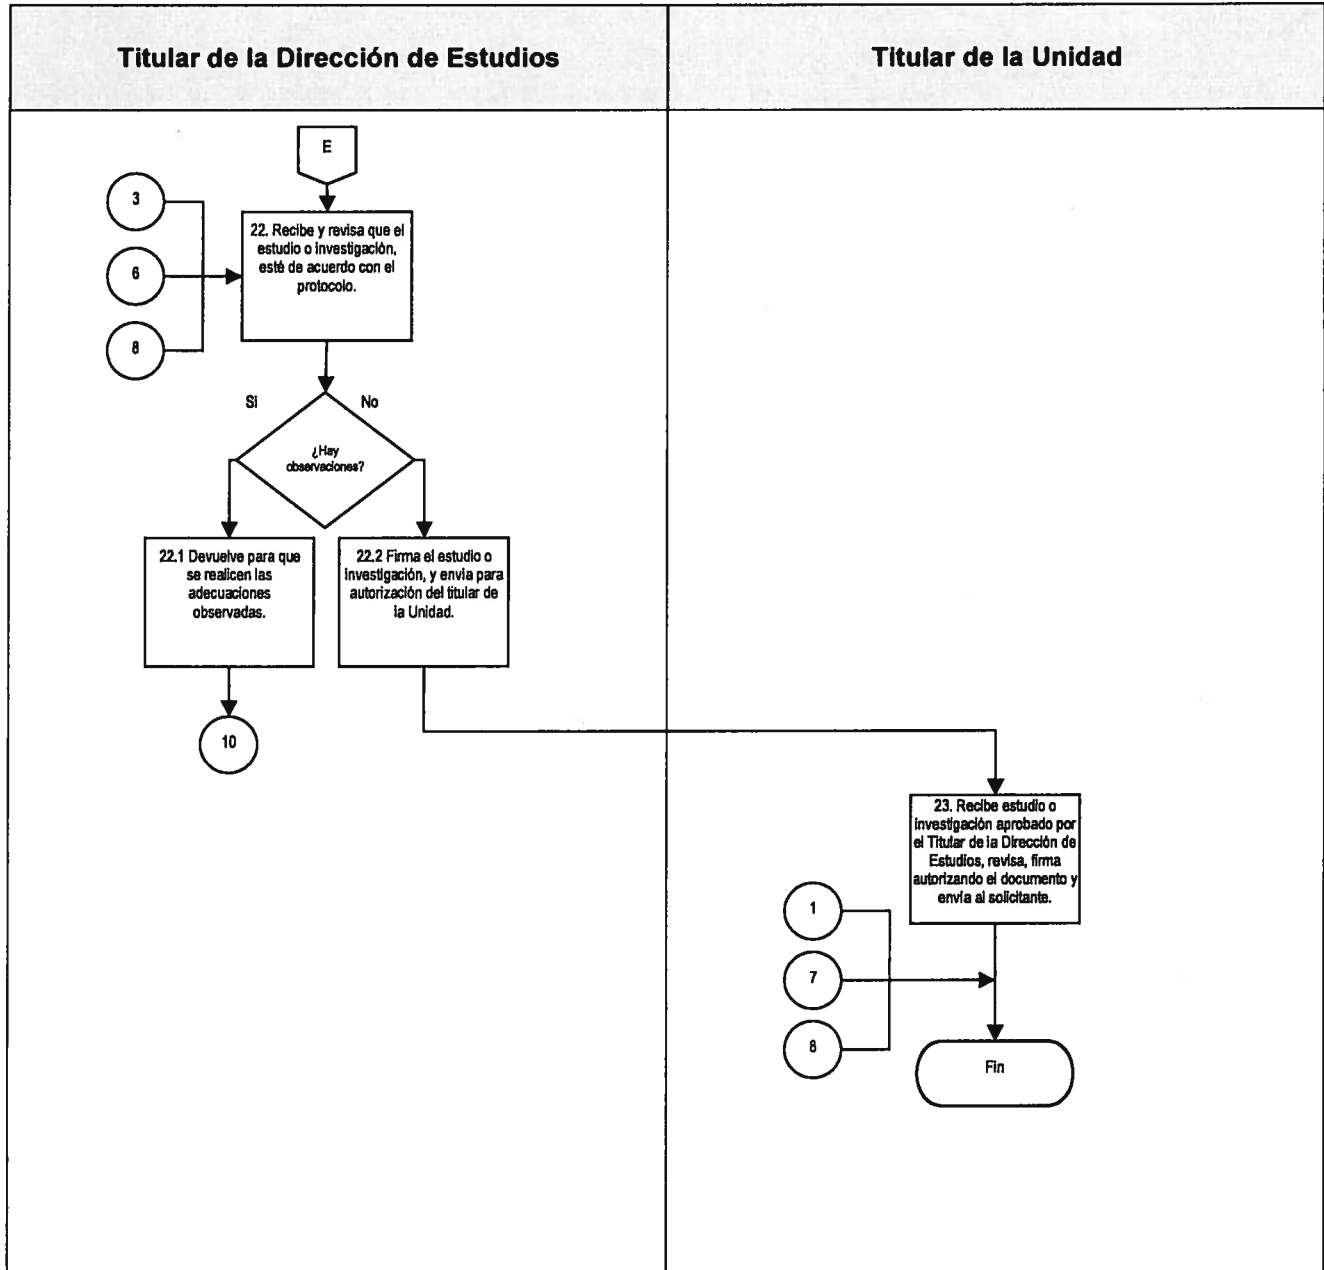 Titular de la Dirección de Estudios
Titular de la Unidad
E
3
22. Recibe y revisa que el
estudio o investigación,
esté de acuerdo con el
protocolo.
6
8
Si
No
¿Hay
observaciones?
22.1 Devuelve para que
se realicen las
adecuaciones
observadas.
22.2 Firma el estudio o
investigación, y envia para
autorización del titular de
la Unidad.
10
23. Recibe estudio o
investigación aprobado por
el Titular de la Dirección de
Estudios, revisa, firma
autorizando el documento y
envía al solicitante.
1
7
8
Fin